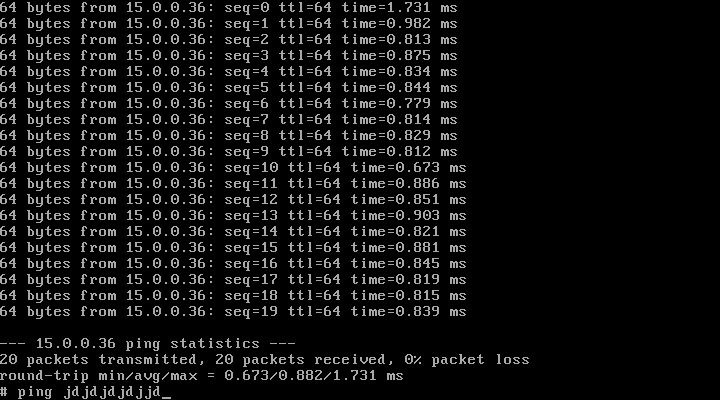 64 bytes from 15.0.0.36: seq=0 ttl=64 time=1.731 ms
64 bytes from 15.0.0.36: seq=1 ttl=64 time=0.982 ms
64 bytes from 15.0.0.36: seq=2 ttl=64 time=0.813 ms
64 bytes from 15.0.0.36: seq=3 ttl=64 time=0.875 ms
64 bytes from 15.0.0.36: seq=4 ttl=64 time=0.834 ms
64 bytes from 15.0.0.36: seq=5 ttl=64 time=0.844 ms
64 bytes from 15.0.0.36: seq=6 ttl=64 time=0.779 ms
64 bytes from 15.0.0.36: seq=7 ttl=64 time=0.814 ms
64 bytes from 15.0.0.36: seq=8 ttl=64 time=0.829 ms
64 bytes from 15.0.0.36: seq=9 ttl=64 time=0.812 ms
64 bytes from 15.0.0.36: seq=10 ttl=64 time=0.673 ms
64 bytes from 15.0.0.36: seq=11 ttl=64 time=0.886 ms
64 bytes from 15.0.0.36: seq=12 ttl=64 time=0.851 ms
64 bytes from 15.0.0.36: seq=13 ttl=64 time=0.903 ms
64 bytes from 15.0.0.36: seq=14 ttl=64 time=0.821 ms
64 bytes from 15.0.0.36: seq=15 ttl=64 time=0.881 ms
64 bytes from 15.0.0.36: seq=16 ttl=64 time=0.845 ms
64 bytes from 15.0.0.36: seq=17 ttl=64 time=0.819 ms
64 bytes from 15.0.0.36: seq=18 ttl=64 time=0.815 ms
64 bytes from 15.0.0.36: seq=19 ttl=64 time=0.839 ms
--- 15.0.0.36 ping statistics ---
20 packets transmitted, 20 packets received, 0% packet loss
round-trip min/avg/max = 0.673/0.882/1.731 ms
# ping jdjdjdjdjjd_